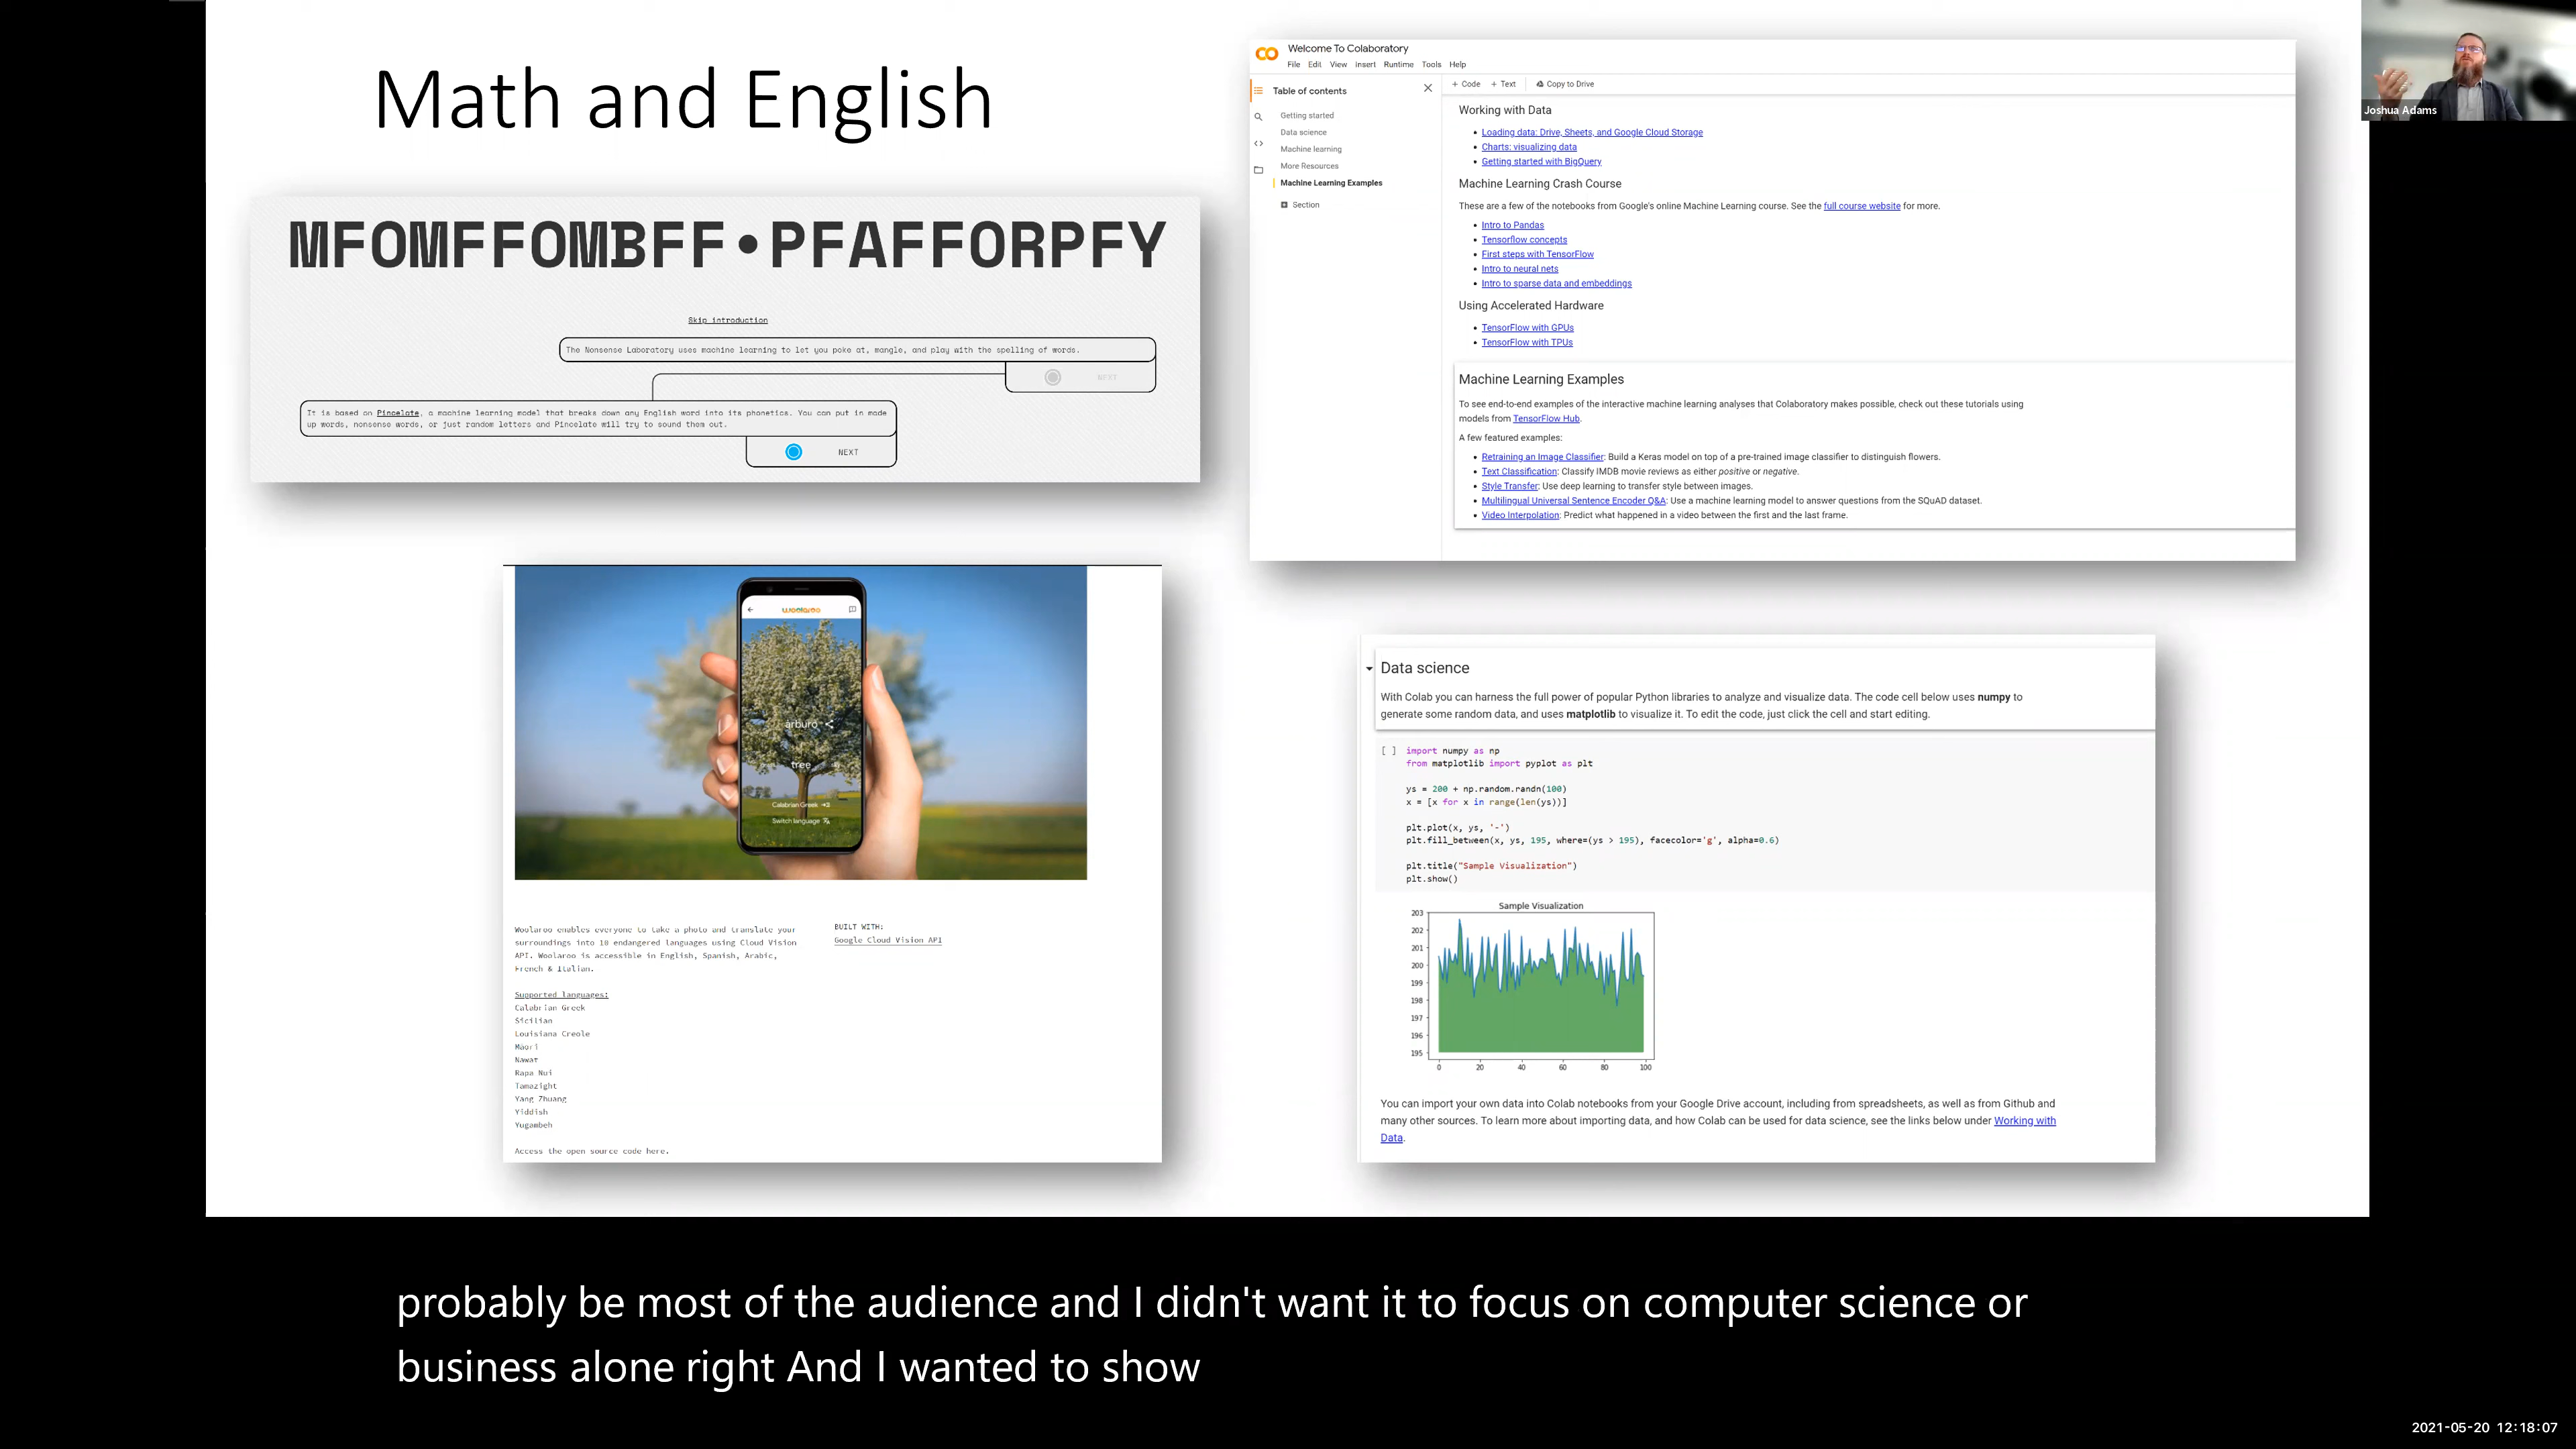 Math and English
MFOMFFOMBFF•PFAFFORPFY
Skip introduction
The Nonsense Laboratory uses machine learning to let you poke at, mangle, and play with the spelling of words.
NEXT
It is based on Pincelate, a machine learning model that breaks down any English word into its phonetics. You can put in made
up words, nonsense words, or just random letters and Pincelate will try to sound them out.
NEXT
Welcome To Colaboratory
File Edit View Insert Runtime Tools Help
Table of contents
Getting started
Data science
Machine learning
More Resources
Machine Learning Examples
Section
+ Code + Text Copy to Drive
Working with Data
• Loading data: Drive, Sheets, and Google Cloud Storage
• Charts: visualizing data
• Getting started with BigQuery
Machine Learning Crash Course
These are a few of the notebooks from Google's online Machine Learning course. See the full course website for more.
• Intro to Pandas
• Tensorflow concepts
• First steps with TensorFlow
• Intro to neural nets
• Intro to sparse data and embeddings
Using Accelerated Hardware
• TensorFlow with GPUs
• TensorFlow with TPUs
Machine Learning Examples
To see end-to-end examples of the interactive machine learning analyses that Colaboratory makes possible, check out these tutorials using
models from TensorFlow Hub.
A few featured examples:
• Retraining an Image Classifier: Build a Keras model on top of a pre-trained image classifier to distinguish flowers.
• Text Classification: Classify IMDB movie reviews as either positive or negative.
• Style Transfer: Use deep learning to transfer style between images.
• Multilingual Universal Sentence Encoder Q&A: Use a machine learning model to answer questions from the SQuAD dataset.
• Video Interpolation: Predict what happened in a video between the first and the last frame.
Joshua Adams
woolaroo
àrburo
tree
Calabrian Greek
Switch language
Woolaroo enables everyone to take a photo and translate your
surroundings into 10 endangered languages using Cloud Vision
API. Woolaroo is accessible in English, Spanish, Arabic,
French & Italian.
BUILT WITH:
Google Cloud Vision API
Supported languages:
Calabrian Greek
Sicilian
Louisiana Creole
Māori
Nawat
Rapa Nui
Tamazight
Yang Zhuang
Yiddish
Yugambeh
Access the open source code here.
Data science
With Colab you can harness the full power of popular Python libraries to analyze and visualize data. The code cell below uses numpy to
generate some random data, and uses matplotlib to visualize it. To edit the code, just click the cell and start editing.
[ ] import numpy as np
from matplotlib import pyplot as plt
ys = 200 + np.random.randn(100)
x = [x for x in range(len(ys))]
plt.plot(x, ys, '-')
plt.fill_between(x, ys, 195, where=(ys > 195), facecolor='g', alpha=0.6)
plt.title("Sample Visualization")
plt.show()
Sample Visualization
203
202
201
200
199
198
197
196
195
0 20 40 60 80 100
You can import your own data into Colab notebooks from your Google Drive account, including from spreadsheets, as well as from Github and
many other sources. To learn more about importing data, and how Colab can be used for data science, see the links below under Working with
Data.
probably be most of the audience and I didn't want it to focus on computer science or
business alone right And I wanted to show
2021-05-20 12:18:07